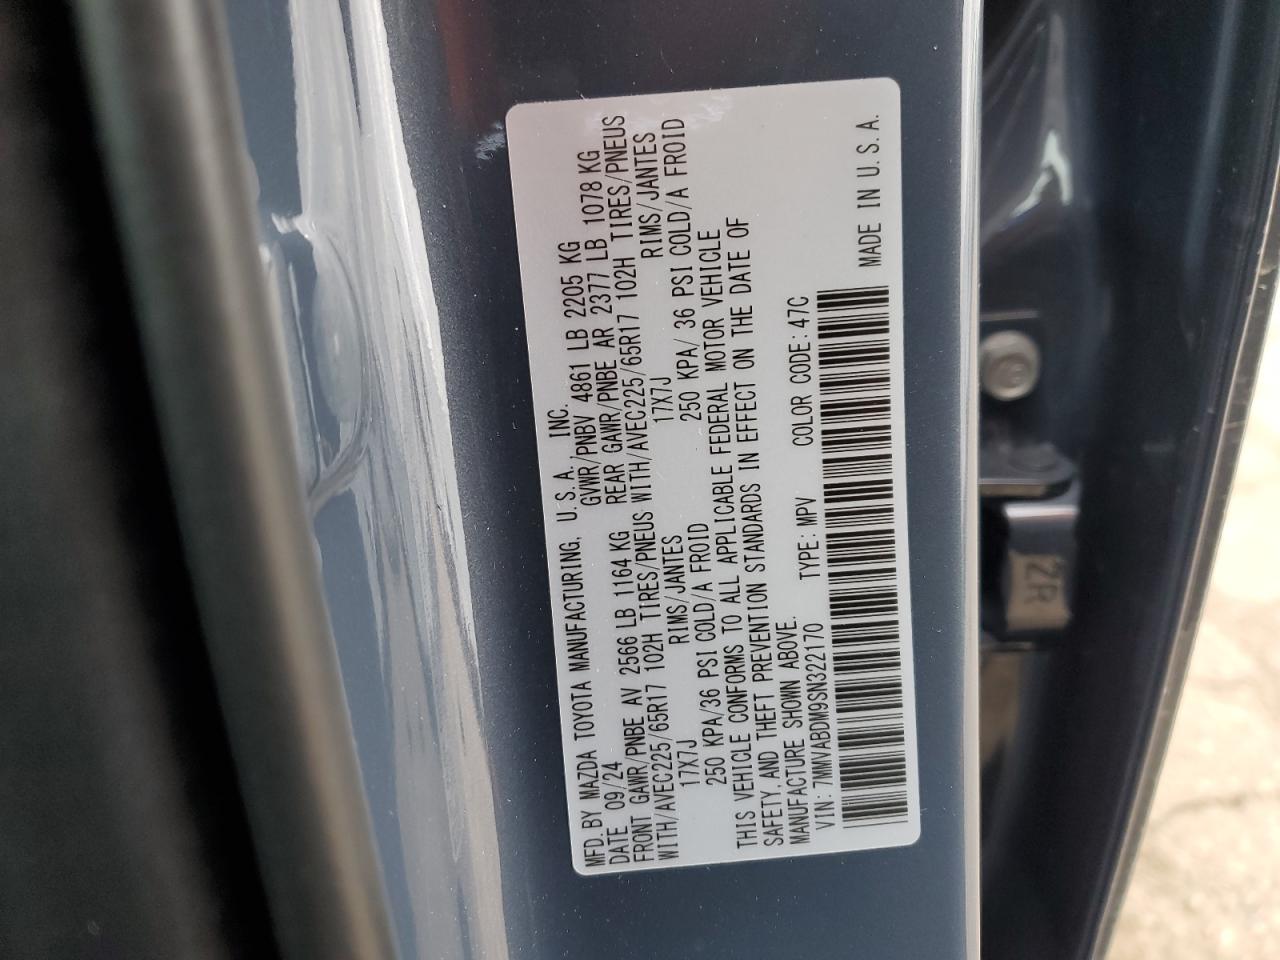 MFD. BY MAZDA TOYOTA MANUFACTURING, U.S.A., INC.
DATE 09/24 GVWR/PNBV 4861 LB 2205 KG
FRONT GAWR/PNBE AV 2566 LB 1164 KG REAR GAWR/PNBE AR 2377 LB 1078 KG
WITH/AVEC225/65R17 102H TIRES/PNEUS WITH/AVEC225/65R17 102H TIRES/PNEUS
17X7J RIMS/JANTES 17X7J RIMS/JANTES
250 KPA/36 PSI COLD/A FROID 250 KPA/ 36 PSI COLD/A FROID
THIS VEHICLE CONFORMS TO ALL APPLICABLE FEDERAL MOTOR VEHICLE
SAFETY, AND THEFT PREVENTION STANDARDS IN EFFECT ON THE DATE OF
MANUFACTURE SHOWN ABOVE.
VIN: 7MMVABDM9SN322170 TYPE: MPV COLOR CODE: 47C
MADE IN U.S.A.
ZR